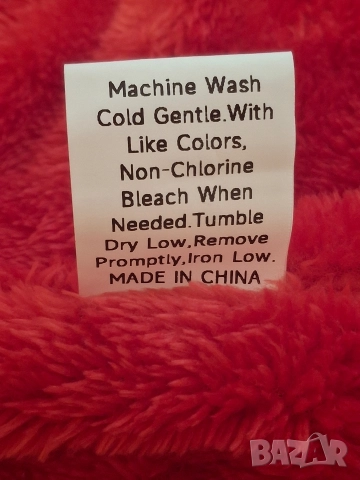 Machine Wash
Cold Gentle.With
Like Colors,
Non-Chlorine
Bleach When
Needed.Tumble
Dry Low,Remove
Promptly,Iron Low.
MADE IN CHINA
BAZAR